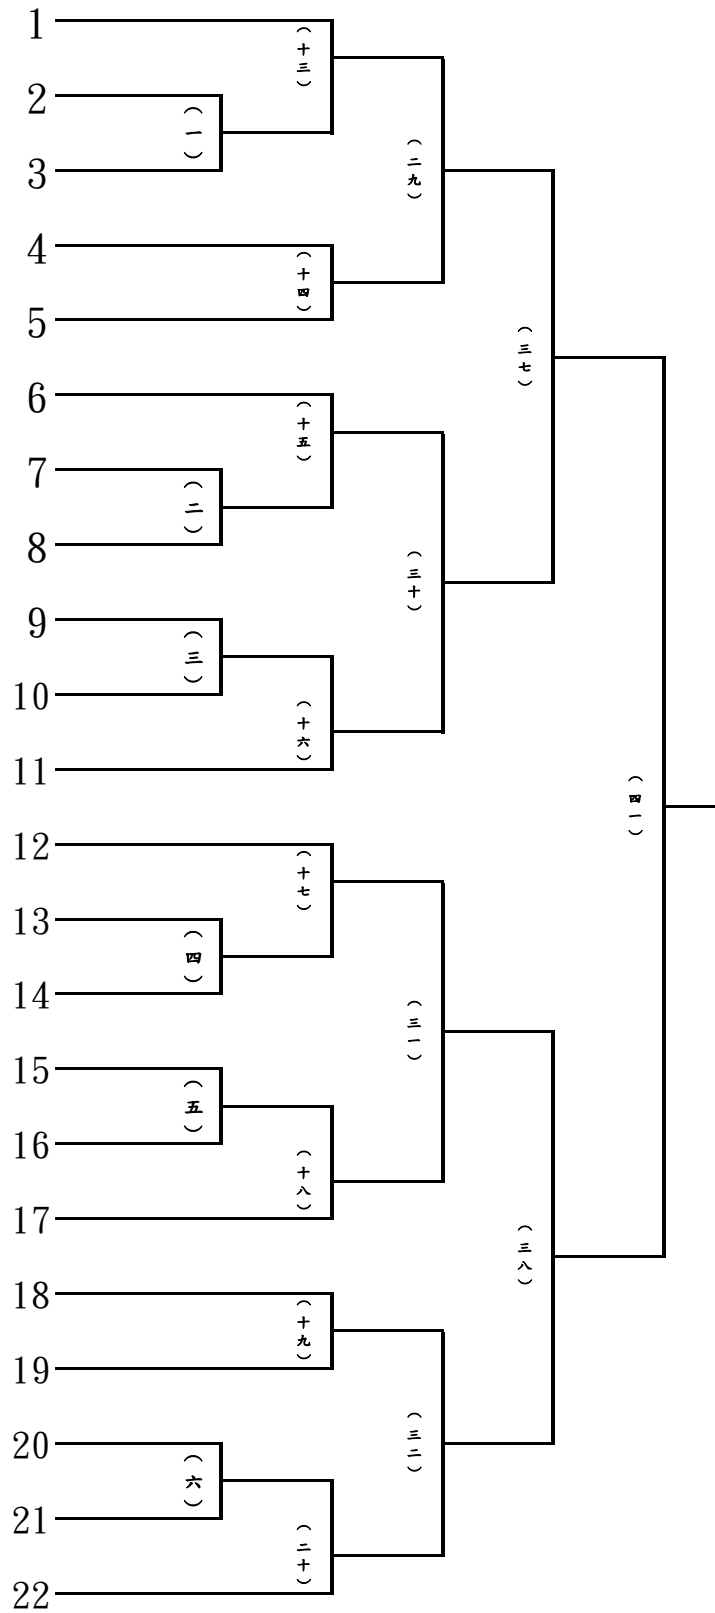 1
(十三)
2
(一)
3
(二九)
4
(十四)
5
(三七)
6
(十五)
7
(二)
8
(三十)
9
(三)
10
(十六)
11
(四一)
12
(十七)
13
(四)
14
(三一)
15
(五)
16
(十八)
17
(三八)
18
(十九)
19
(三二)
20
(六)
21
(二十)
22